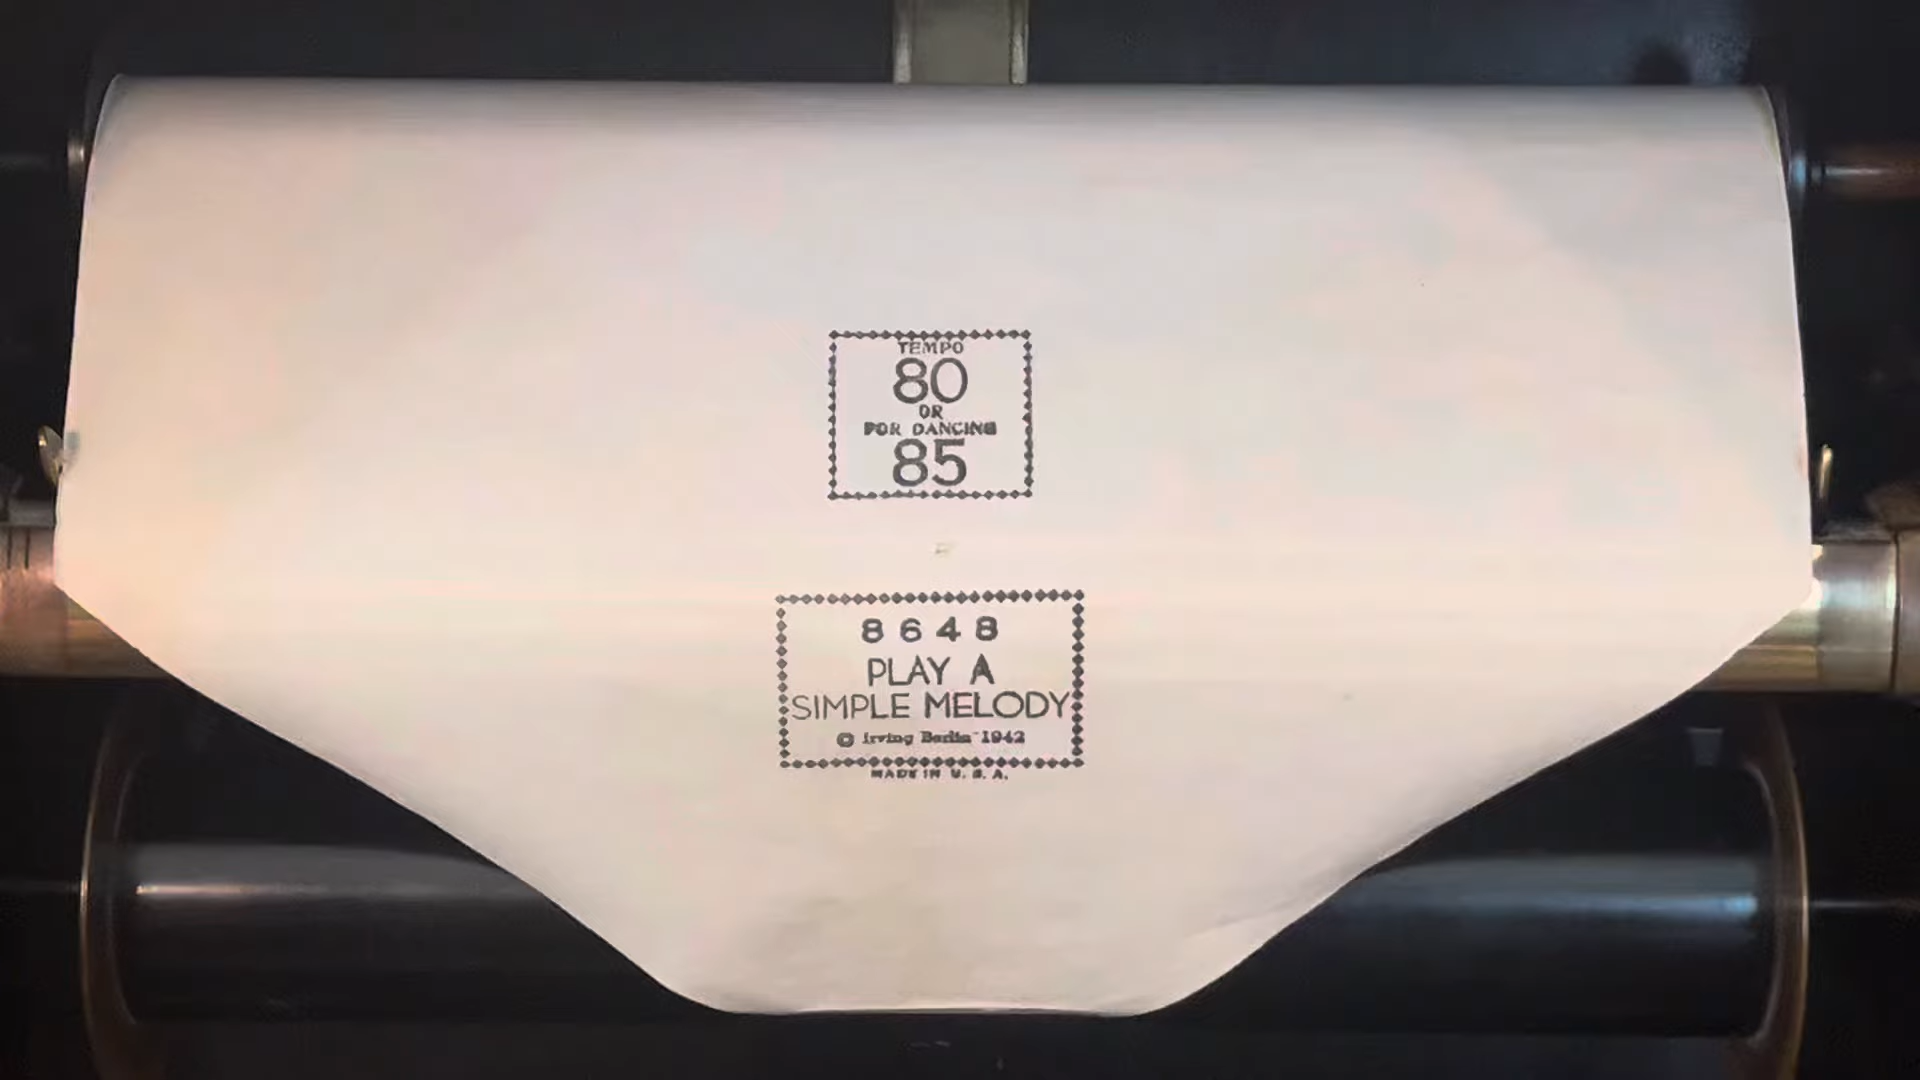 TEMPO
80
OR
FOR DANCING
85
8648
PLAY A
SIMPLE MELODY
© Irving Berlin 1942
MADE IN U. S. A.